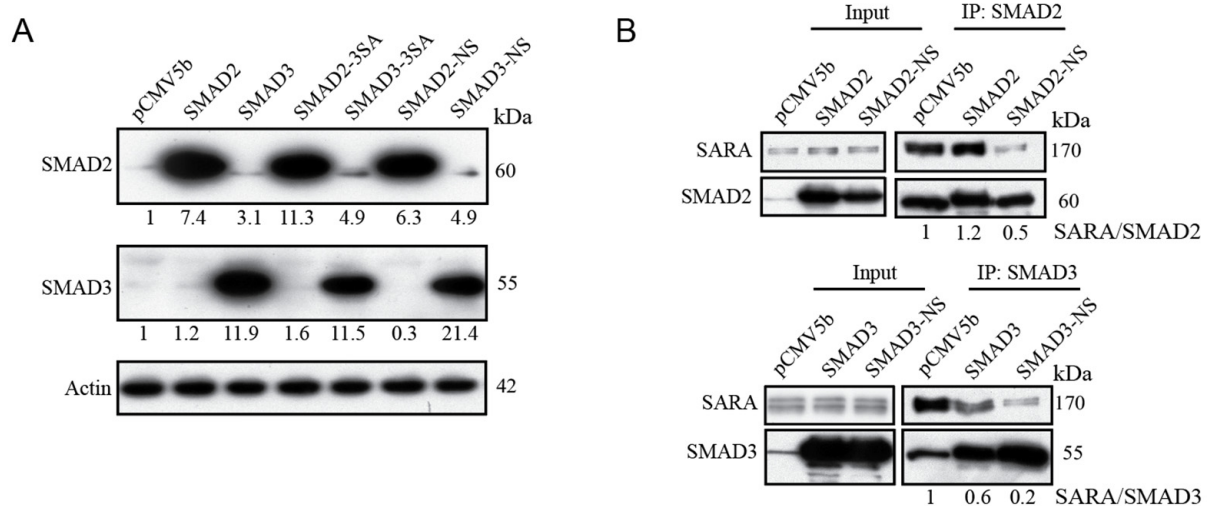 A
pCMV5b SMAD2 SMAD3 SMAD2-3SA SMAD3-3SA SMAD2-NS SMAD3-NS
kDa
SMAD2 60
1 7.4 3.1 11.3 4.9 6.3 4.9
SMAD3 55
1 1.2 11.9 1.6 11.5 0.3 21.4
Actin 42
B
Input IP: SMAD2
pCMV5b SMAD2 SMAD2-NS pCMV5b SMAD2 SMAD2-NS
kDa
SARA 170
SMAD2 60
1 1.2 0.5 SARA/SMAD2
Input IP: SMAD3
pCMV5b SMAD3 SMAD3-NS pCMV5b SMAD3 SMAD3-NS
kDa
SARA 170
SMAD3 55
1 0.6 0.2 SARA/SMAD3